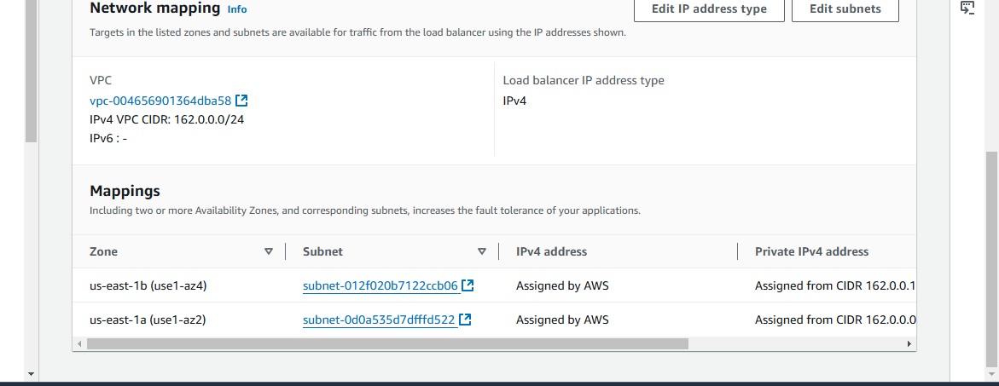 Network mapping Info
Edit IP address type
Edit subnets
Targets in the listed zones and subnets are available for traffic from the load balancer using the IP addresses shown.
VPC
vpc-004656901364dba58
IPv4 VPC CIDR: 162.0.0.0/24
IPv6 : -
Load balancer IP address type
IPv4
Mappings
Including two or more Availability Zones, and corresponding subnets, increases the fault tolerance of your applications.
Zone Subnet IPv4 address Private IPv4 address
us-east-1b (use1-az4) subnet-012f020b7122ccb06 Assigned by AWS Assigned from CIDR 162.0.0.1
us-east-1a (use1-az2) subnet-0d0a535d7dfffd522 Assigned by AWS Assigned from CIDR 162.0.0.0